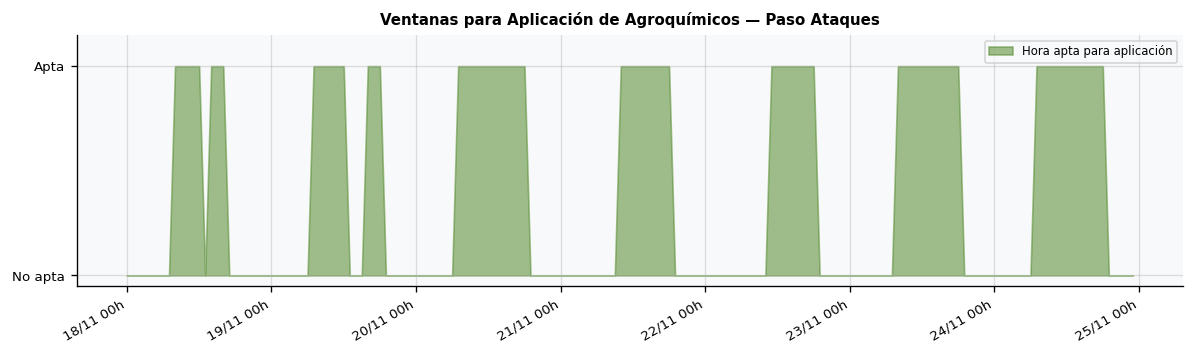 Ventanas para Aplicación de Agroquímicos — Paso Ataques
Hora apta para aplicación
Apta
No apta
18/11 00h
19/11 00h
20/11 00h
21/11 00h
22/11 00h
23/11 00h
24/11 00h
25/11 00h